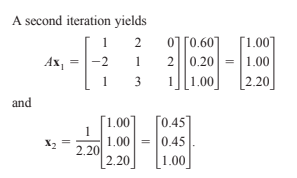 A second iteration yields
Ax₁ = [1 2 0; −2 1 2; 1 3 1] [0.60; 0.20; 1.00] = [1.00; 1.00; 2.20]
and
x₂ = 1/2.20 [1.00; 1.00; 2.20] = [0.45; 0.45; 1.00].